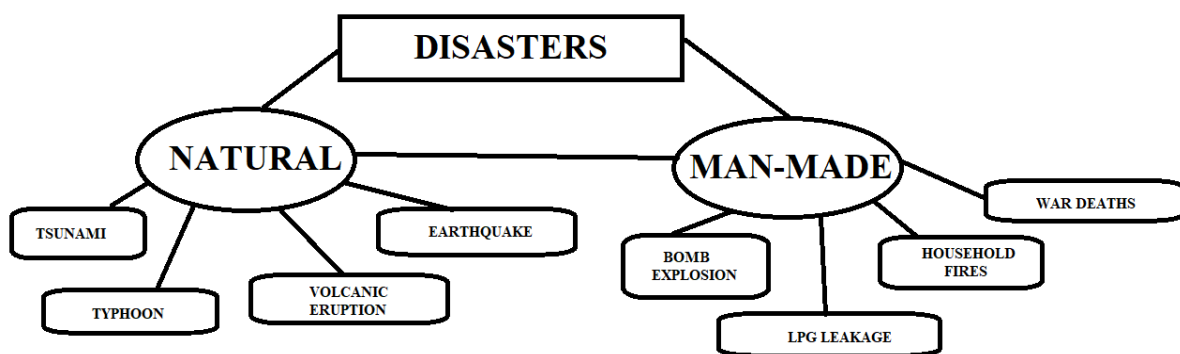 DISASTERS
NATURAL
MAN-MADE
TSUNAMI
TYPHOON
VOLCANIC
ERUPTION
EARTHQUAKE
BOMB
EXPLOSION
LPG LEAKAGE
HOUSEHOLD
FIRES
WAR DEATHS